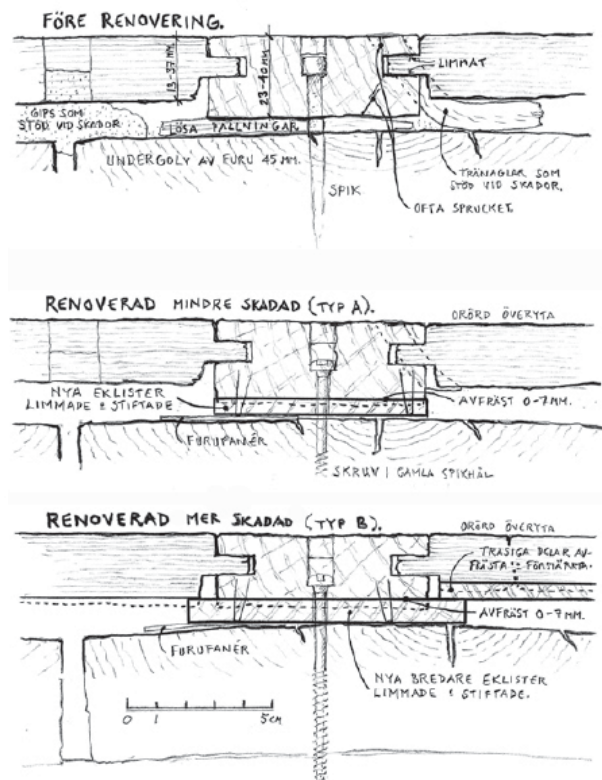 FÖRE RENOVERING.
13-37 MM
23-40 MM
LIMMAT
GIPS SOM
STÖD VID SKADOR
LÖSA PALLNINGAR
UNDERGOLV AV FURU 45 MM.
SPIK
TRÄNAGLAR SOM
STÖD VID SKADOR.
OFTA SPRUCKET.
RENOVERAD MINDRE SKADAD (TYP A).
ORÖRD ÖVERYTA
NYA EKLISTER
LIMMADE & STIFTADE.
AVFRÄST 0-7 MM.
FURUFANÉR
SKRUV I GAMLA SPIKHÅL
RENOVERAD MER SKADAD (TYP B).
ORÖRD ÖVERYTA
TRASIGA DELAR AV-
FRÄSTA & FÖRSTÄRKTA.
AVFRÄST 0-7 MM.
FURUFANÉR
NYA BREDARE EKLISTER
LIMMADE & STIFTADE.
0 1 5 CM